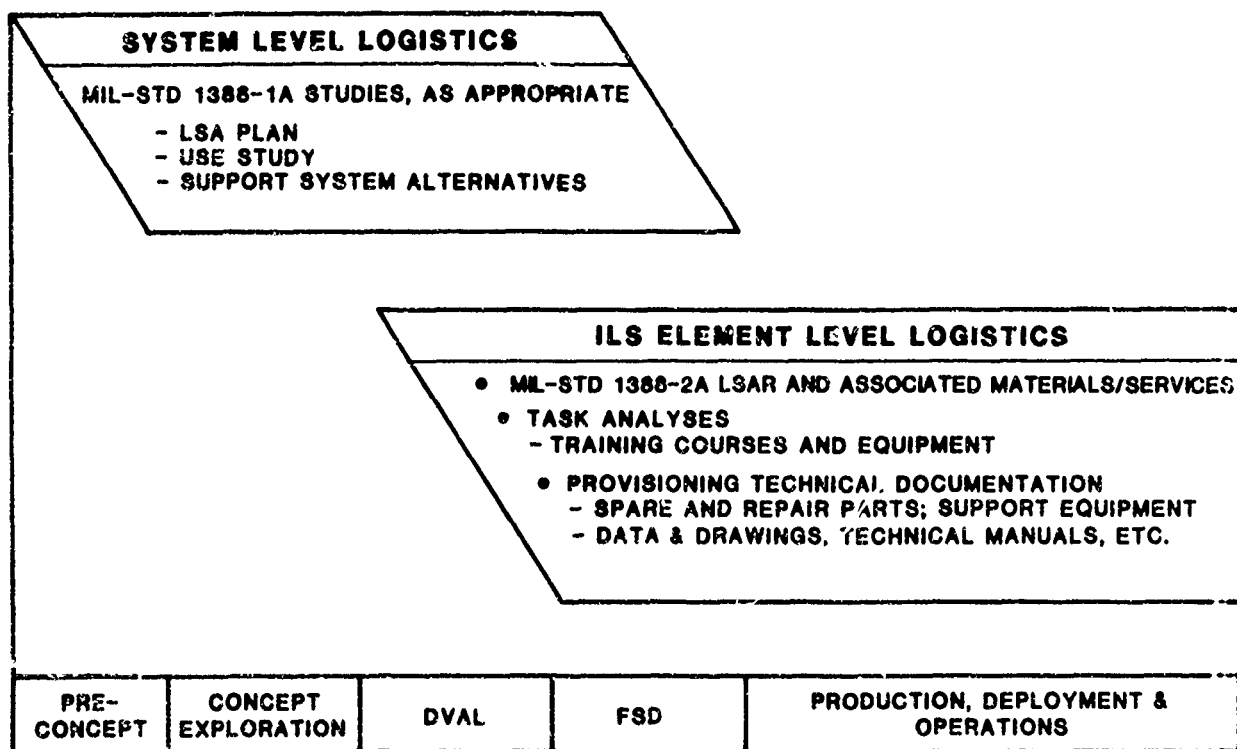 SYSTEM LEVEL LOGISTICS
MIL-STD 1388-1A STUDIES, AS APPROPRIATE
- LSA PLAN
- USE STUDY
- SUPPORT SYSTEM ALTERNATIVES
ILS ELEMENT LEVEL LOGISTICS
• MIL-STD 1388-2A LSAR AND ASSOCIATED MATERIALS/SERVICES
• TASK ANALYSES
- TRAINING COURSES AND EQUIPMENT
• PROVISIONING TECHNICAL DOCUMENTATION
- SPARE AND REPAIR PARTS; SUPPORT EQUIPMENT
- DATA & DRAWINGS, TECHNICAL MANUALS, ETC.
PRE-
CONCEPT
CONCEPT
EXPLORATION
DVAL
FSD
PRODUCTION, DEPLOYMENT &
OPERATIONS